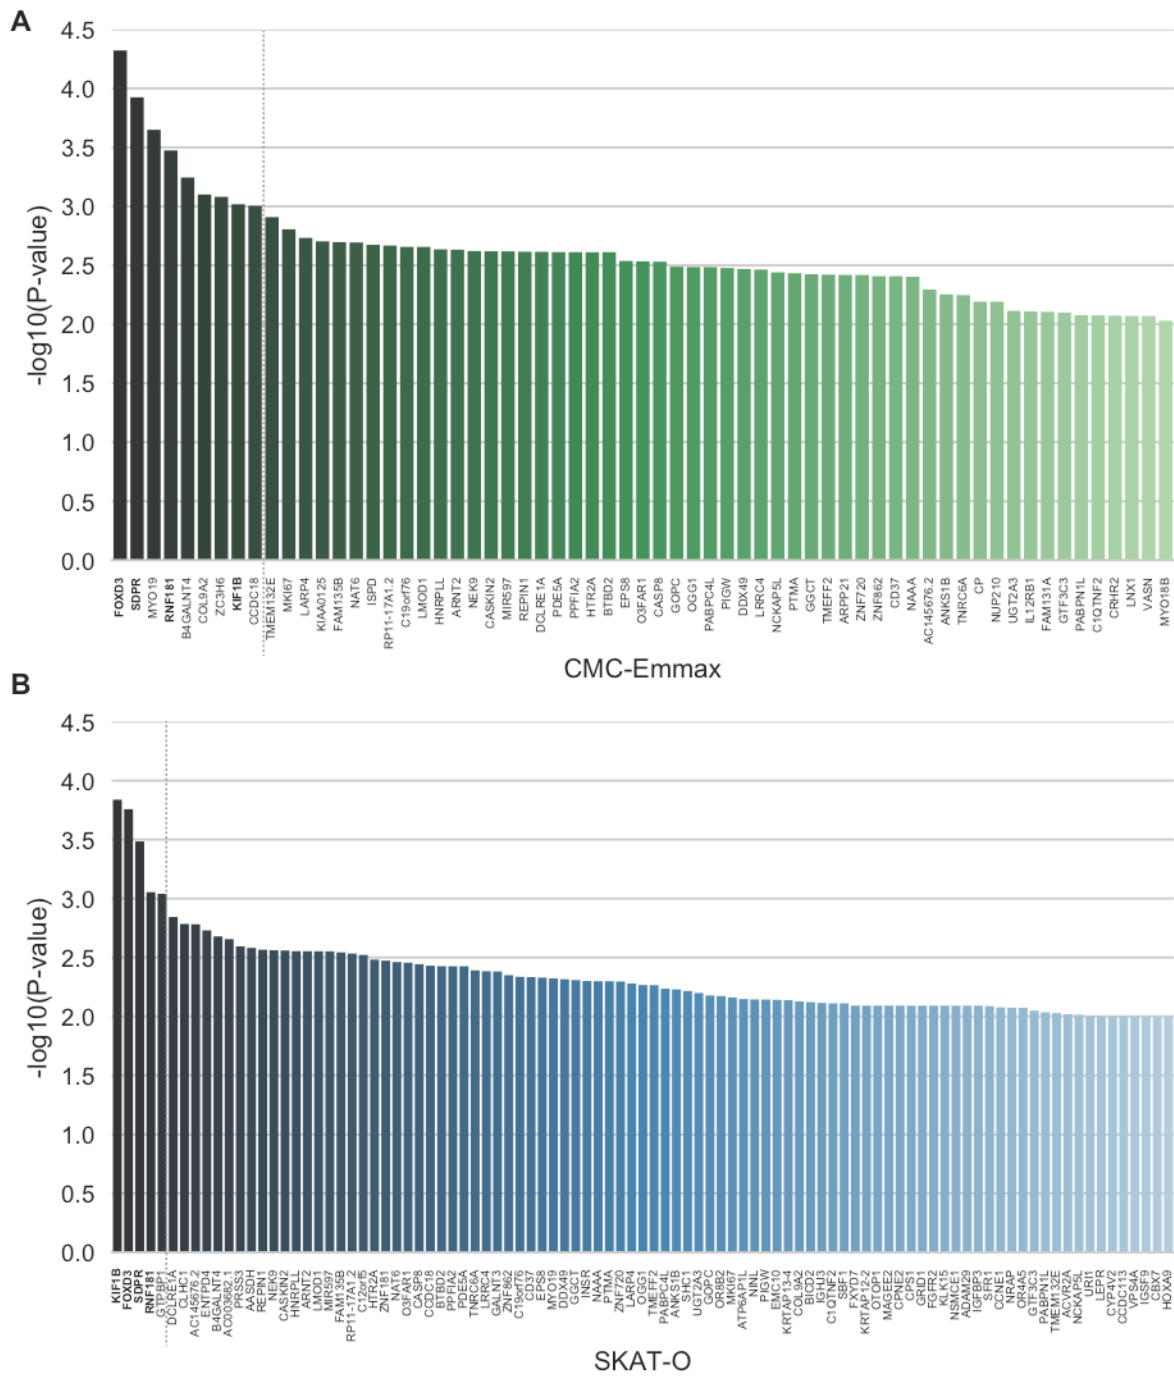 A
4.5
4.0
3.5
3.0
2.5
2.0
1.5
1.0
0.5
0.0
-log10(P-value)
FOXD3
SDPR
MYO19
RNF181
B4GALNT4
COL9A2
ZC3H6
KIF1B
CCDC18
TMEM132E
MKI67
LARP4
KIAA0125
FAM135B
NAT6
ISPD
RP11-17A1.2
C19orf76
LMOD1
HNRPLL
ARNT2
NEK9
CASKIN2
MIR597
REPIN1
DCLRE1A
PDE5A
PPFIA2
HTR2A
BTBD2
EPS8
O3FAR1
CASP8
GOPC
OGG1
PABPC4L
PIGW
DDX49
LRRC4
NCKAP5L
PTMA
GGCT
TMEFF2
ARPP21
ZNF720
ZNF862
CD37
NAAA
AC145676.2
ANKS1B
TNRC6A
CP
NUP210
UGT2A3
IL12RB1
FAM131A
GTF3C3
PABPN1L
C1QTNF2
CRHR2
LNX1
VASN
MYO18B
CMC-Emmax
B
4.5
4.0
3.5
3.0
2.5
2.0
1.5
1.0
0.5
0.0
-log10(P-value)
KIF1B
FOXD3
SDPR
RNF181
GTPBP1
DCLRE1A
CLHC1
AC145676.2
ENTPD4
B4GALNT4
AC003682.1
PRSS3
AASDH
REPIN1
NEK9
CASKIN2
HNRPLL
ARNT2
LMOD1
MIR597
FAM135B
RP11-17A1.2
C12orf5
HTR2A
ZNF181
NAT6
O3FAR1
CASP8
CCDC18
BTBD2
PPFIA2
PDE5A
TNRC6A
LRRC4
GALNT3
ZNF862
C19orf76
CD37
EPS8
MYO19
DDX49
GGCT
INSR
NAAA
PTMA
ZNF720
LARP4
OGG1
TMEFF2
PABPC4L
ANKS1B
SHC1
UGT2A3
GOPC
OR8B2
MKI67
ATP6AP1L
NINL
PIGW
EMC10
KRTAP13-4
COL9A2
BICD2
IGHJ3
C1QTNF2
SBF1
FXYD7
KRTAP12-2
OTOP1
MAGEE2
CPNE2
CPS1
GRID1
FGFR2
KLK15
NSMCE1
ADAM29
IGFBP3
SFR1
CCNE1
NRAP
OR4A5
GTF3C3
PABPN1L
TMEM132E
ACVR2A
NCKAP5L
URI1
LEPR
CYP4V2
CCDC113
VPS4A
IGSF9
CBX7
HOXA9
SKAT-O